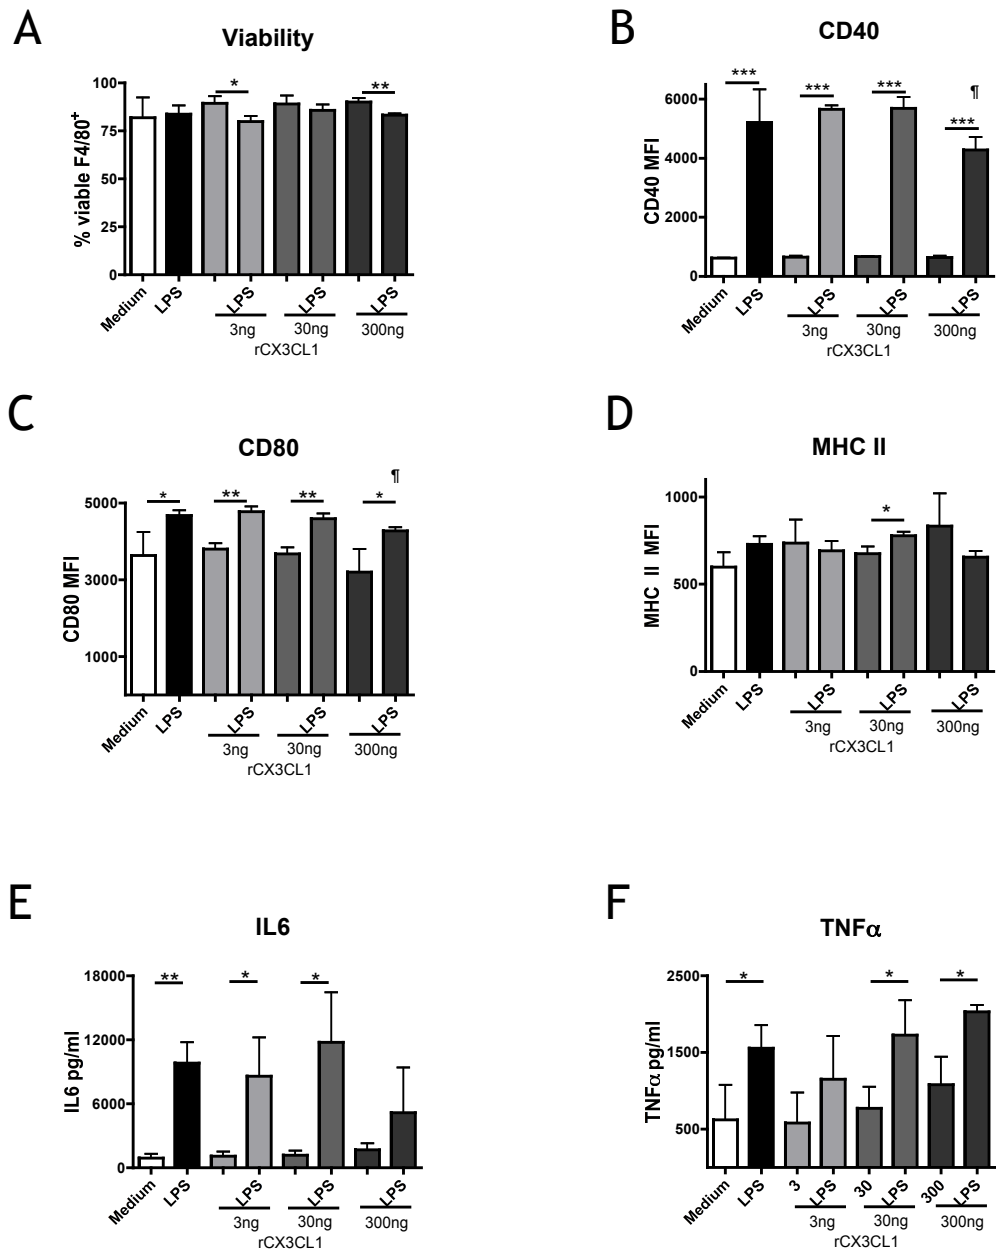 A
Viability
% viable F4/80+
100
75
50
25
0
* **
Medium LPS LPS LPS LPS
3ng 30ng 300ng
rCX3CL1
B
CD40
CD40 MFI
6000
4000
2000
0
*** *** *** ¶ ***
Medium LPS LPS LPS LPS
3ng 30ng 300ng
rCX3CL1
C
CD80
CD80 MFI
5000
3000
1000
* ** ** * ¶
Medium LPS LPS LPS LPS
3ng 30ng 300ng
rCX3CL1
D
MHC II
MHC II MFI
1000
500
0
*
Medium LPS LPS LPS LPS
3ng 30ng 300ng
rCX3CL1
E
IL6
IL6 pg/ml
18000
12000
6000
0
** * *
Medium LPS LPS LPS LPS
3ng 30ng 300ng
rCX3CL1
F
TNFα
TNFα pg/ml
2500
1500
500
* * *
Medium LPS 3 LPS 30 LPS 300 LPS
3ng 30ng 300ng
rCX3CL1